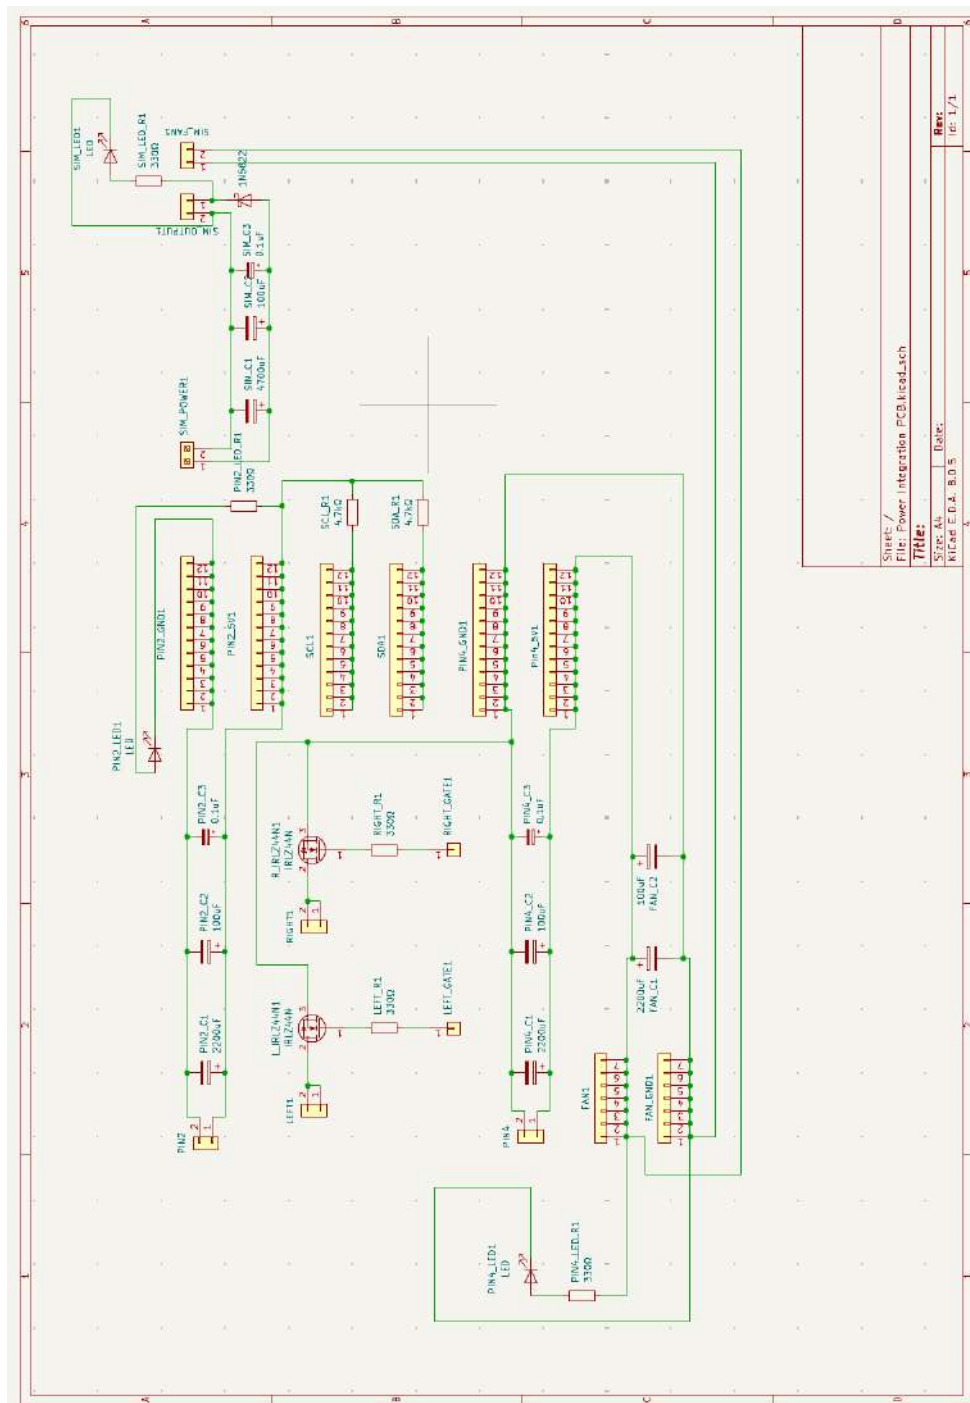 SIM_LED1
LED
SIM_LED_R1
330Ω
SIM_FANS
1N5822
SIM_OUTPUT1
SIM_C3
0.1uF
SIM_C2
100uF
SIM_C1
4700uF
SIM_POWER1
PIN2_LED_R1
330Ω
PIN2_LED1
LED
PIN2_GND1
PIN2_5V1
SCL1
SCL_R1
4.7kΩ
SDA1
SDA_R1
4.7kΩ
PIN4_GND1
PIN4_5V1
PIN2
PIN2_C1
2200uF
PIN2_C2
100uF
PIN2_C3
0.1uF
LEFT1
L_IRLZ44N1
IRLZ44N
LEFT_R1
330Ω
LEFT_GATE1
RIGHT1
R_IRLZ44N1
IRLZ44N
RIGHT_R1
330Ω
RIGHT_GATE1
PIN4
PIN4_C1
2200uF
PIN4_C2
100uF
PIN4_C3
0.1uF
FAN1
FAN_GND1
2200uF
FAN_C1
100uF
FAN_C2
PIN4_LED1
LED
PIN4_LED_R1
330Ω
Sheet: /
File: Power Integration PCB.kicad_sch
Title:
Size: A4
Date:
Rev:
KiCad E.D.A. 8.0.5
Id: 1/1